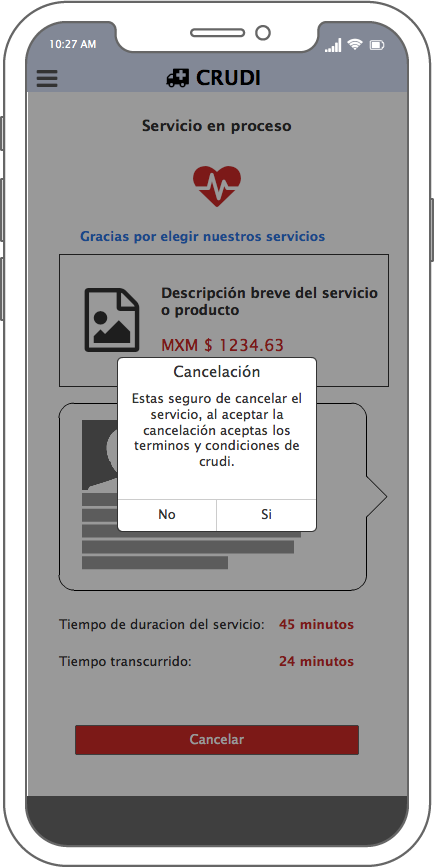 10:27 AM
CRUDI
Servicio en proceso
Gracias por elegir nuestros servicios
Descripción breve del servicio
o producto
MXM $ 1234.63
Cancelación
Estas seguro de cancelar el
servicio, al aceptar la
cancelación aceptas los
terminos y condiciones de
crudi.
No
Si
Tiempo de duracion del servicio:
45 minutos
Tiempo transcurrido:
24 minutos
Cancelar